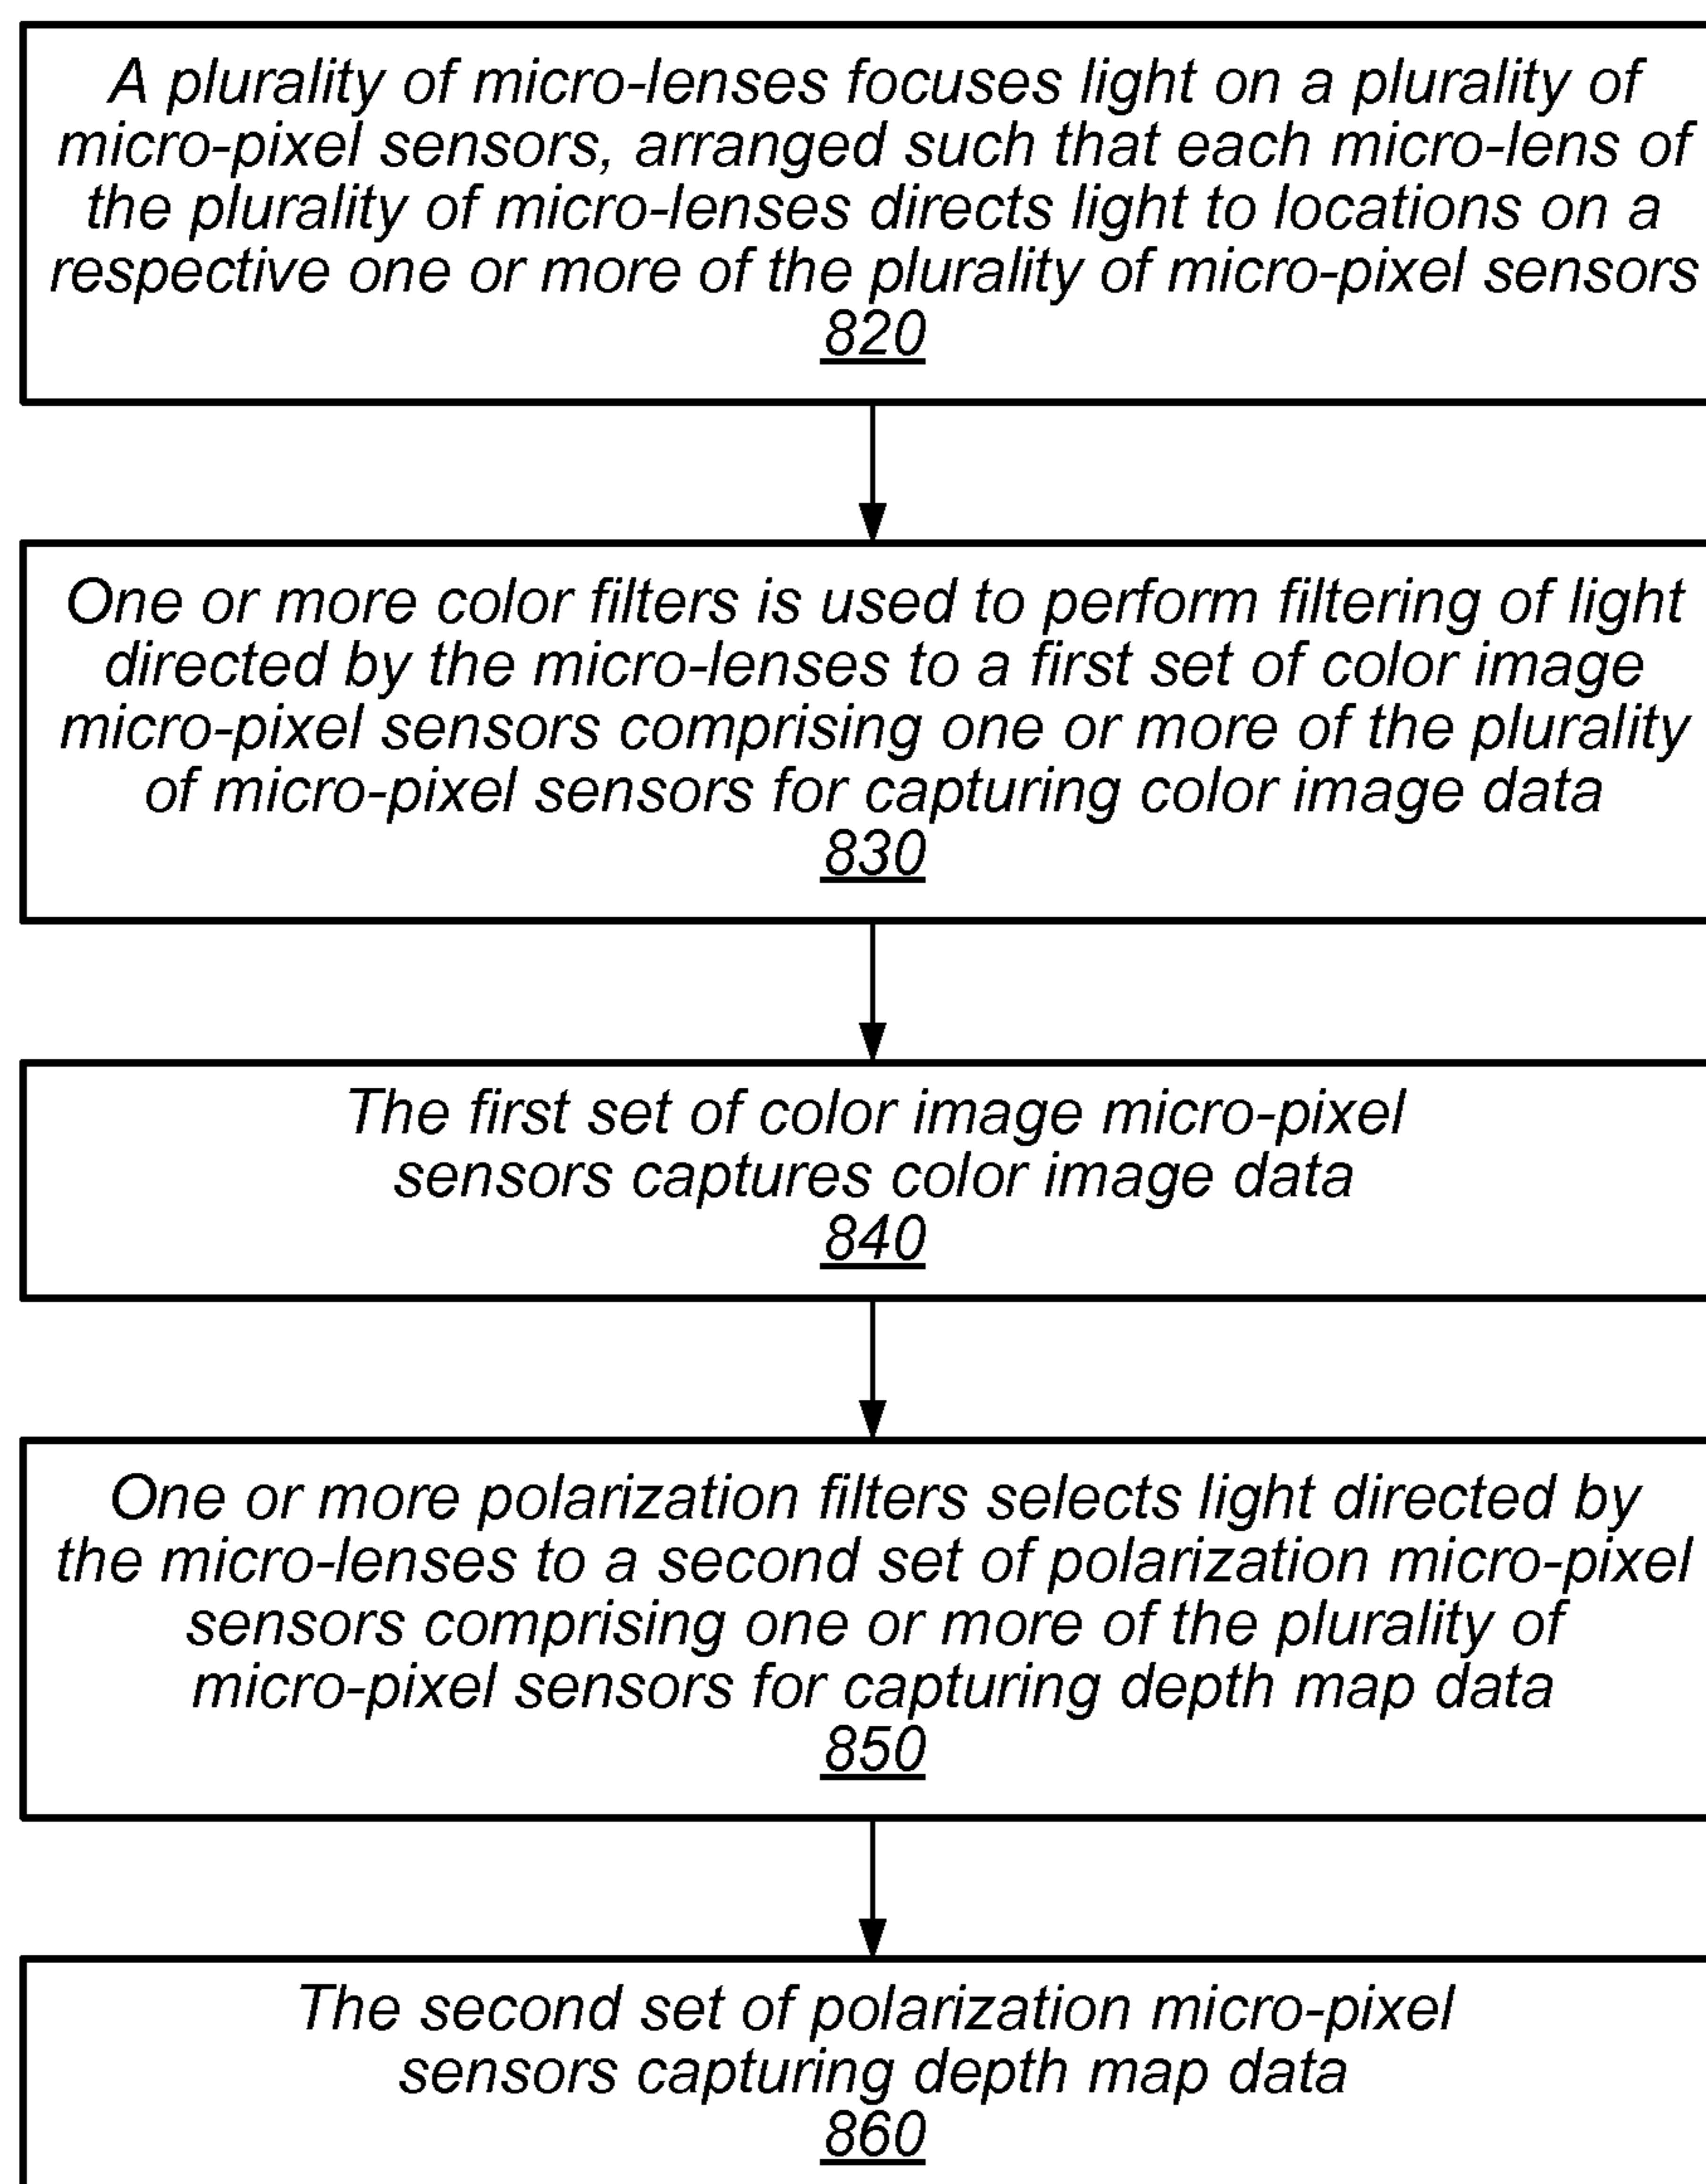 A plurality of micro-lenses focuses light on a plurality of
micro-pixel sensors, arranged such that each micro-lens of
the plurality of micro-lenses directs light to locations on a
respective one or more of the plurality of micro-pixel sensors
820
One or more color filters is used to perform filtering of light
directed by the micro-lenses to a first set of color image
micro-pixel sensors comprising one or more of the plurality
of micro-pixel sensors for capturing color image data
830
The first set of color image micro-pixel
sensors captures color image data
840
One or more polarization filters selects light directed by
the micro-lenses to a second set of polarization micro-pixel
sensors comprising one or more of the plurality of
micro-pixel sensors for capturing depth map data
850
The second set of polarization micro-pixel
sensors capturing depth map data
860